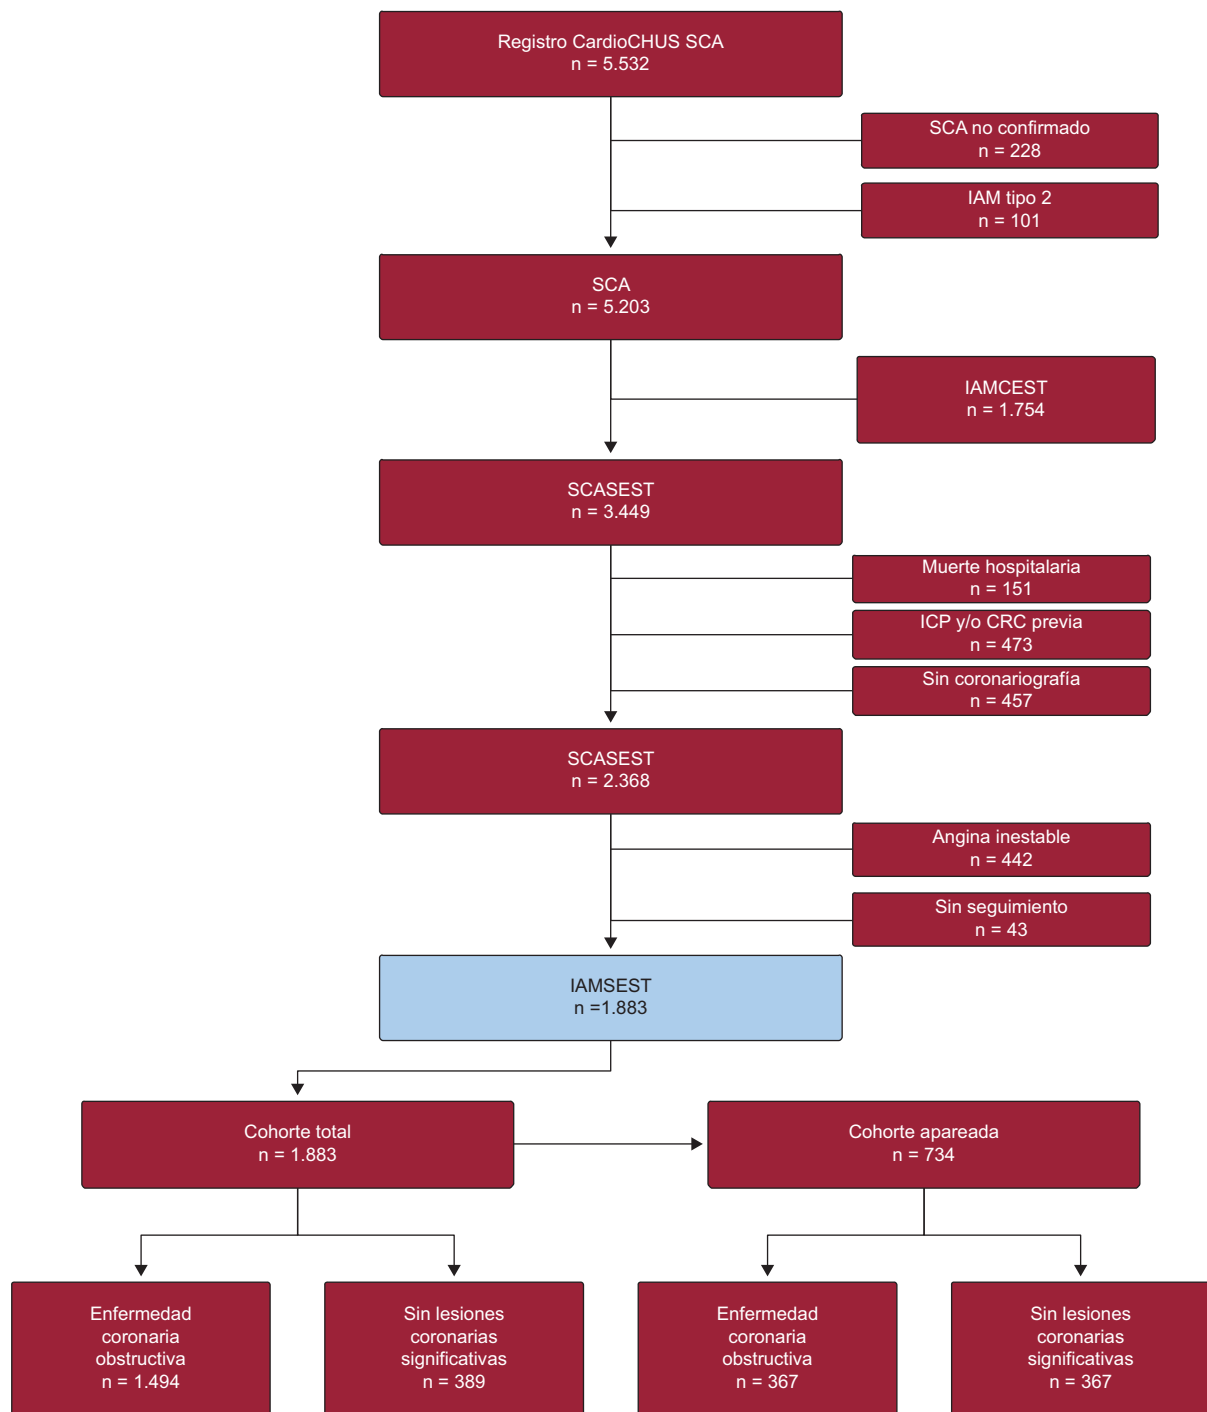 Registro CardioCHUS SCA
n = 5.532
SCA no confirmado
n = 228
IAM tipo 2
n = 101
SCA
n = 5.203
IAMCEST
n = 1.754
SCASEST
n = 3.449
Muerte hospitalaria
n = 151
ICP y/o CRC previa
n = 473
Sin coronariografía
n = 457
SCASEST
n = 2.368
Angina inestable
n = 442
Sin seguimiento
n = 43
IAMSEST
n =1.883
Cohorte total
n = 1.883
Cohorte apareada
n = 734
Enfermedad
coronaria
obstructiva
n = 1.494
Sin lesiones
coronarias
significativas
n = 389
Enfermedad
coronaria
obstructiva
n = 367
Sin lesiones
coronarias
significativas
n = 367